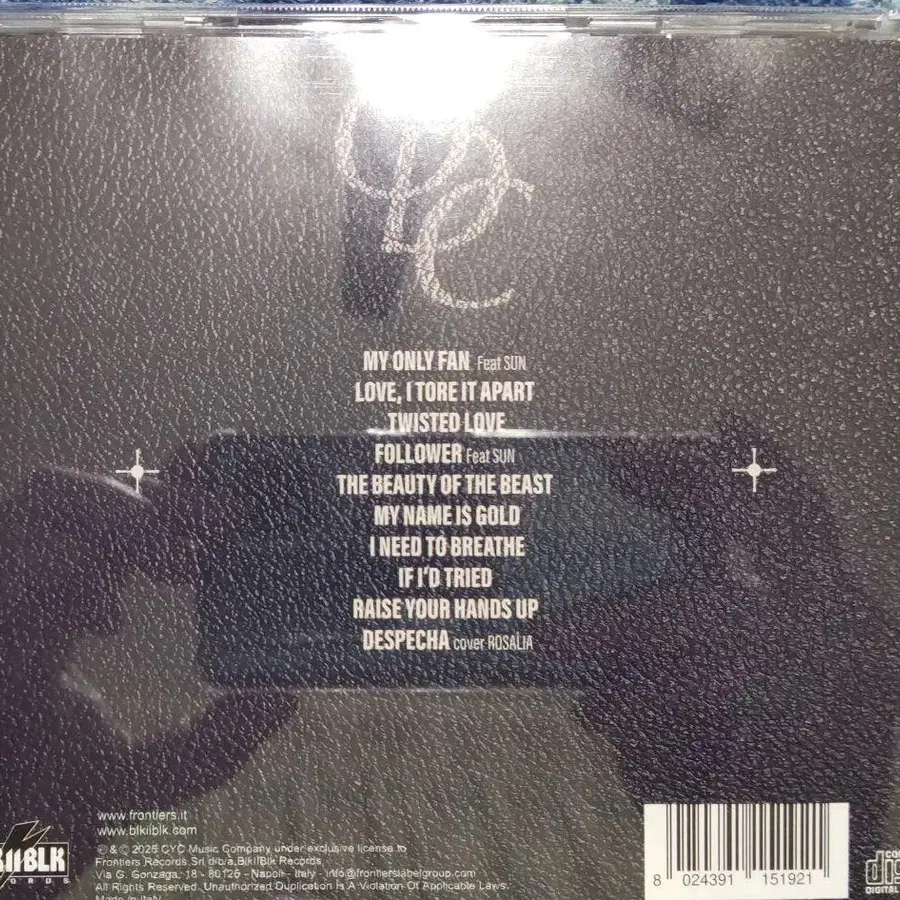 MY ONLY FAN Feat SUN
LOVE, I TORE IT APART
TWISTED LOVE
FOLLOWER Feat SUN
THE BEAUTY OF THE BEAST
MY NAME IS GOLD
I NEED TO BREATHE
IF I'D TRIED
RAISE YOUR HANDS UP
DESPECHA cover ROSALIA
www.frontiers.it
www.blkiiblk.com
℗ & © 2025 CYC Music Company under exclusive license to
Frontiers Records Srl d/b/a BlkIIBlk Records
Via G. Gonzaga, 18 - 80125 - Napoli - Italy - info@frontierslabelgroup.com
All Rights Reserved. Unauthorized Duplication Is A Violation Of Applicable Laws.
Made in Italy
8 024391 151921